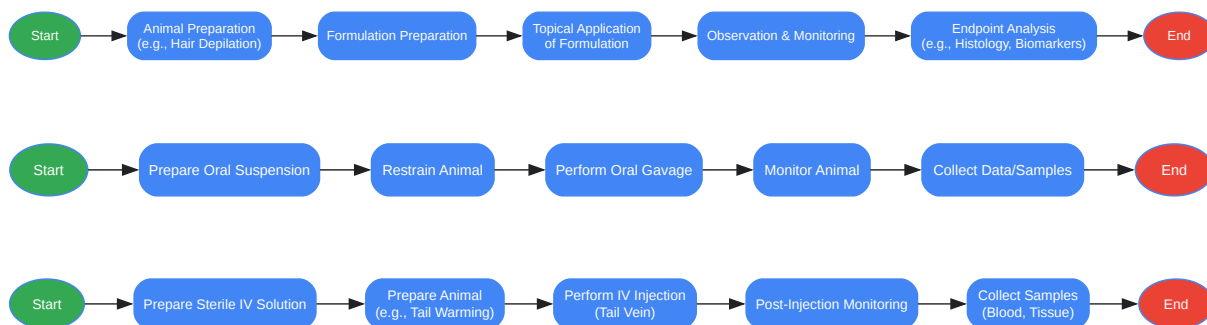 Start
Animal Preparation
(e.g., Hair Depilation)
Formulation Preparation
Topical Application
of Formulation
Observation & Monitoring
Endpoint Analysis
(e.g., Histology, Biomarkers)
End
Start
Prepare Oral Suspension
Restrain Animal
Perform Oral Gavage
Monitor Animal
Collect Data/Samples
End
Start
Prepare Sterile IV Solution
Prepare Animal
(e.g., Tail Warming)
Perform IV Injection
(Tail Vein)
Post-Injection Monitoring
Collect Samples
(Blood, Tissue)
End